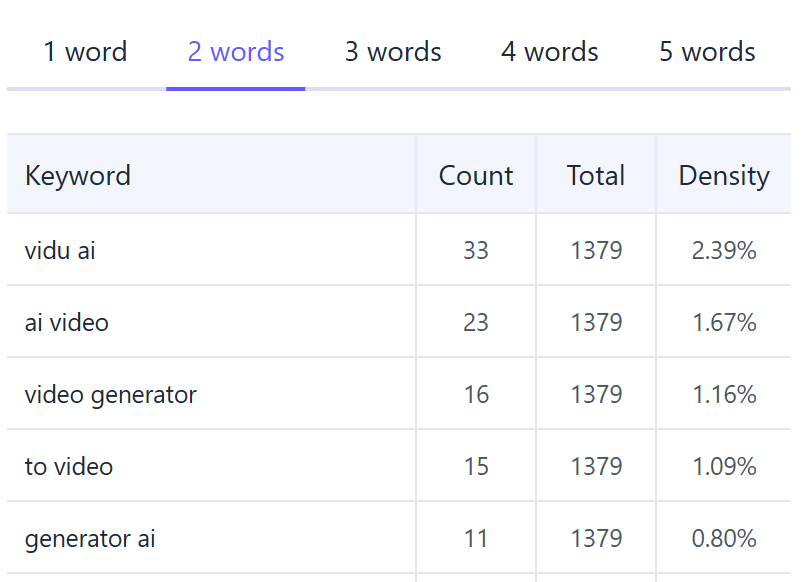 1 word 2 words 3 words 4 words 5 words
Keyword Count Total Density
vidu ai 33 1379 2.39%
ai video 23 1379 1.67%
video generator 16 1379 1.16%
to video 15 1379 1.09%
generator ai 11 1379 0.80%